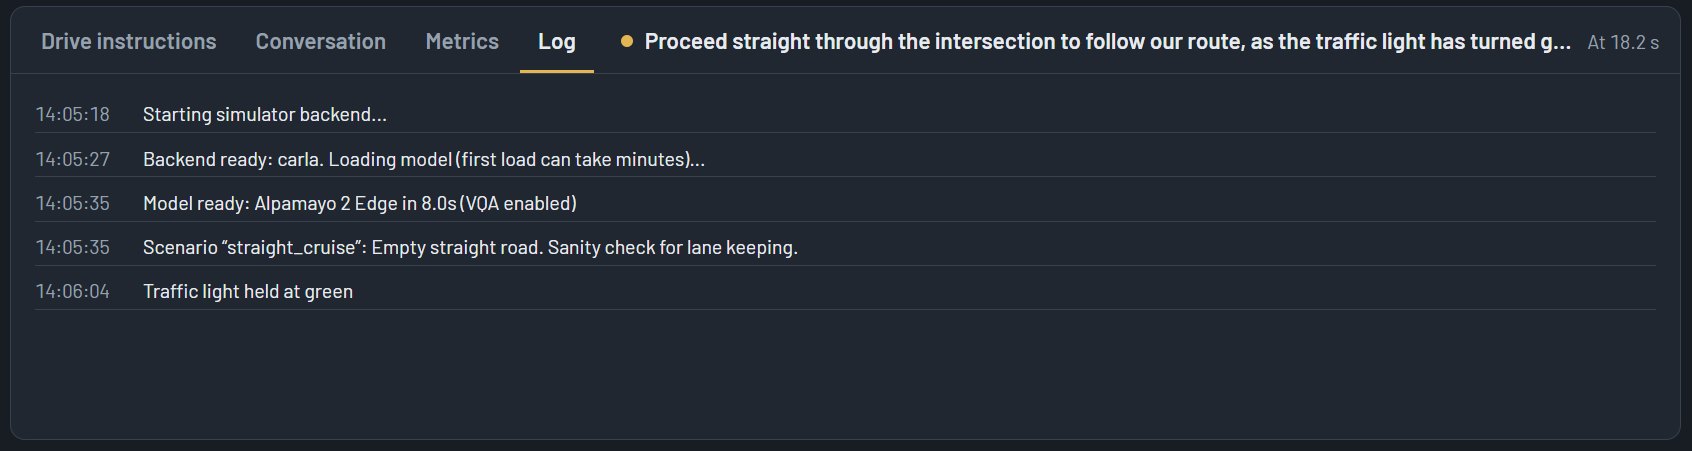 Drive instructions Conversation Metrics Log Proceed straight through the intersection to follow our route, as the traffic light has turned g... At 18.2 s
14:05:18 Starting simulator backend...
14:05:27 Backend ready: carla. Loading model (first load can take minutes)...
14:05:35 Model ready: Alpamayo 2 Edge in 8.0s (VQA enabled)
14:05:35 Scenario “straight_cruise”: Empty straight road. Sanity check for lane keeping.
14:06:04 Traffic light held at green